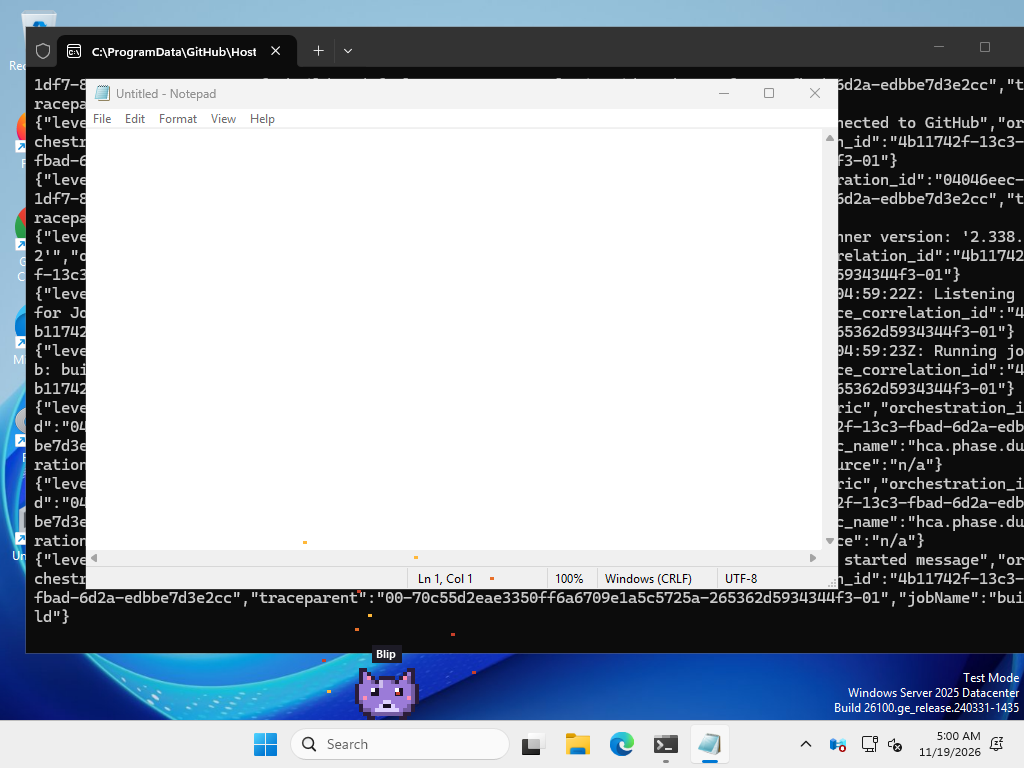 C:\ProgramData\GitHub\Host
Untitled - Notepad
File Edit Format View Help
1df7-8
6d2a-edbbe7d3e2cc","t
racepa
{"leve
nected to GitHub","or
chestr
n_id":"4b11742f-13c3-
fbad-6
f3-01"}
{"leve
ration_id":"04046eec-
1df7-8
6d2a-edbbe7d3e2cc","t
racepa
{"leve
nner version: '2.338.
2'","o
relation_id":"4b11742
f-13c3
5934344f3-01"}
{"leve
04:59:22Z: Listening
for Jo
ce_correlation_id":"4
b11742
65362d5934344f3-01"}
{"leve
04:59:23Z: Running jo
b: bui
ce_correlation_id":"4
b11742
65362d5934344f3-01"}
{"leve
ric","orchestration_i
d":"04
2f-13c3-fbad-6d2a-edb
be7d3e
c_name":"hca.phase.du
ration
urce":"n/a"}
{"leve
ric","orchestration_i
d":"04
2f-13c3-fbad-6d2a-edb
be7d3e
c_name":"hca.phase.du
ration
ce":"n/a"}
{"leve
started message","or
chestr
n_id":"4b11742f-13c3-
Ln 1, Col 1 100% Windows (CRLF) UTF-8
fbad-6d2a-edbbe7d3e2cc","traceparent":"00-70c55d2eae3350ff6a6709e1a5c5725a-265362d5934344f3-01","jobName":"bui
ld"}
Blip
Test Mode
Windows Server 2025 Datacenter
Build 26100.ge_release.240331-1435
Search
5:00 AM
11/19/2026